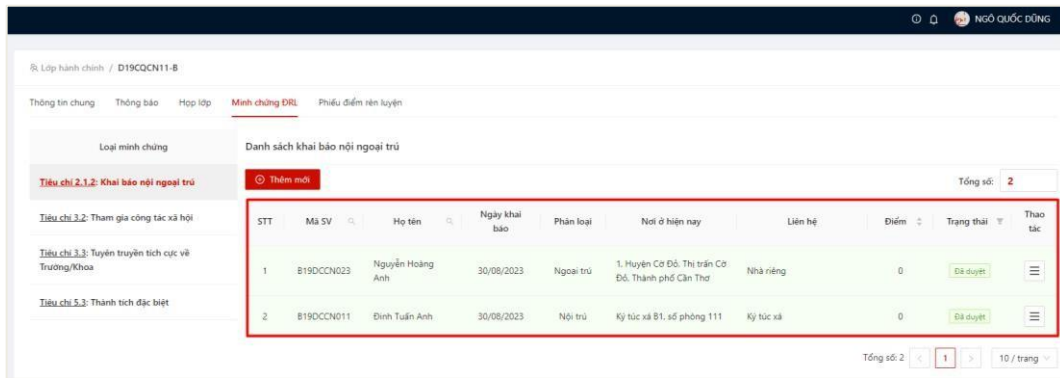 NGÔ QUỐC DŨNG
Lớp hành chính / D19CQCN11-B
Thông tin chung Thông báo Họp lớp Minh chứng ĐRL Phiếu điểm rèn luyện
Loại minh chứng
Tiêu chí 2.1.2: Khai báo nội ngoại trú
Tiêu chí 3.2: Tham gia công tác xã hội
Tiêu chí 3.3: Tuyên truyền tích cực về
Trường/Khoa
Tiêu chí 5.3: Thành tích đặc biệt
Danh sách khai báo nội ngoại trú
Thêm mới
Tổng số: 2
STT Mã SV Họ tên Ngày khai báo Phân loại Nơi ở hiện nay Liên hệ Điểm Trạng thái Thao tác
1 B19DCCN023 Nguyễn Hoàng Anh 30/08/2023 Ngoại trú 1, Huyện Cờ Đỏ, Thị trấn Cờ Đỏ, Thành phố Cần Thơ Nhà riêng 0 Đã duyệt
2 B19DCCN011 Đinh Tuấn Anh 30/08/2023 Nội trú Ký túc xá B1, số phòng 111 Ký túc xá 0 Đã duyệt
Tổng số: 2 < 1 > 10 / trang